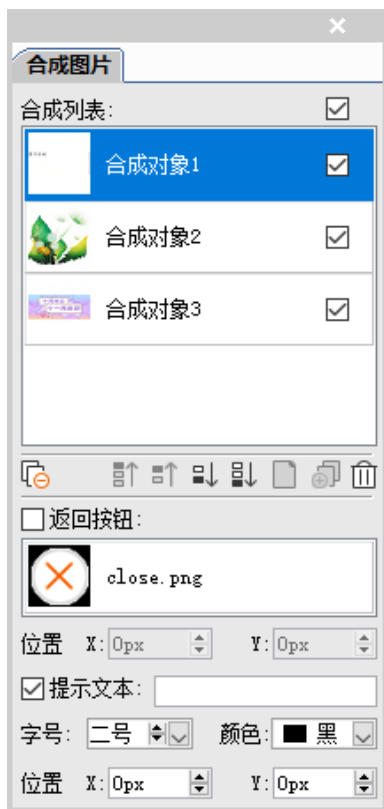 合成图片
合成列表:
合成对象1
合成对象2
合成对象3
返回按钮:
close.png
位置 X: 0px Y: 0px
提示文本:
字号: 二号 颜色: 黑
位置 X: 0px Y: 0px